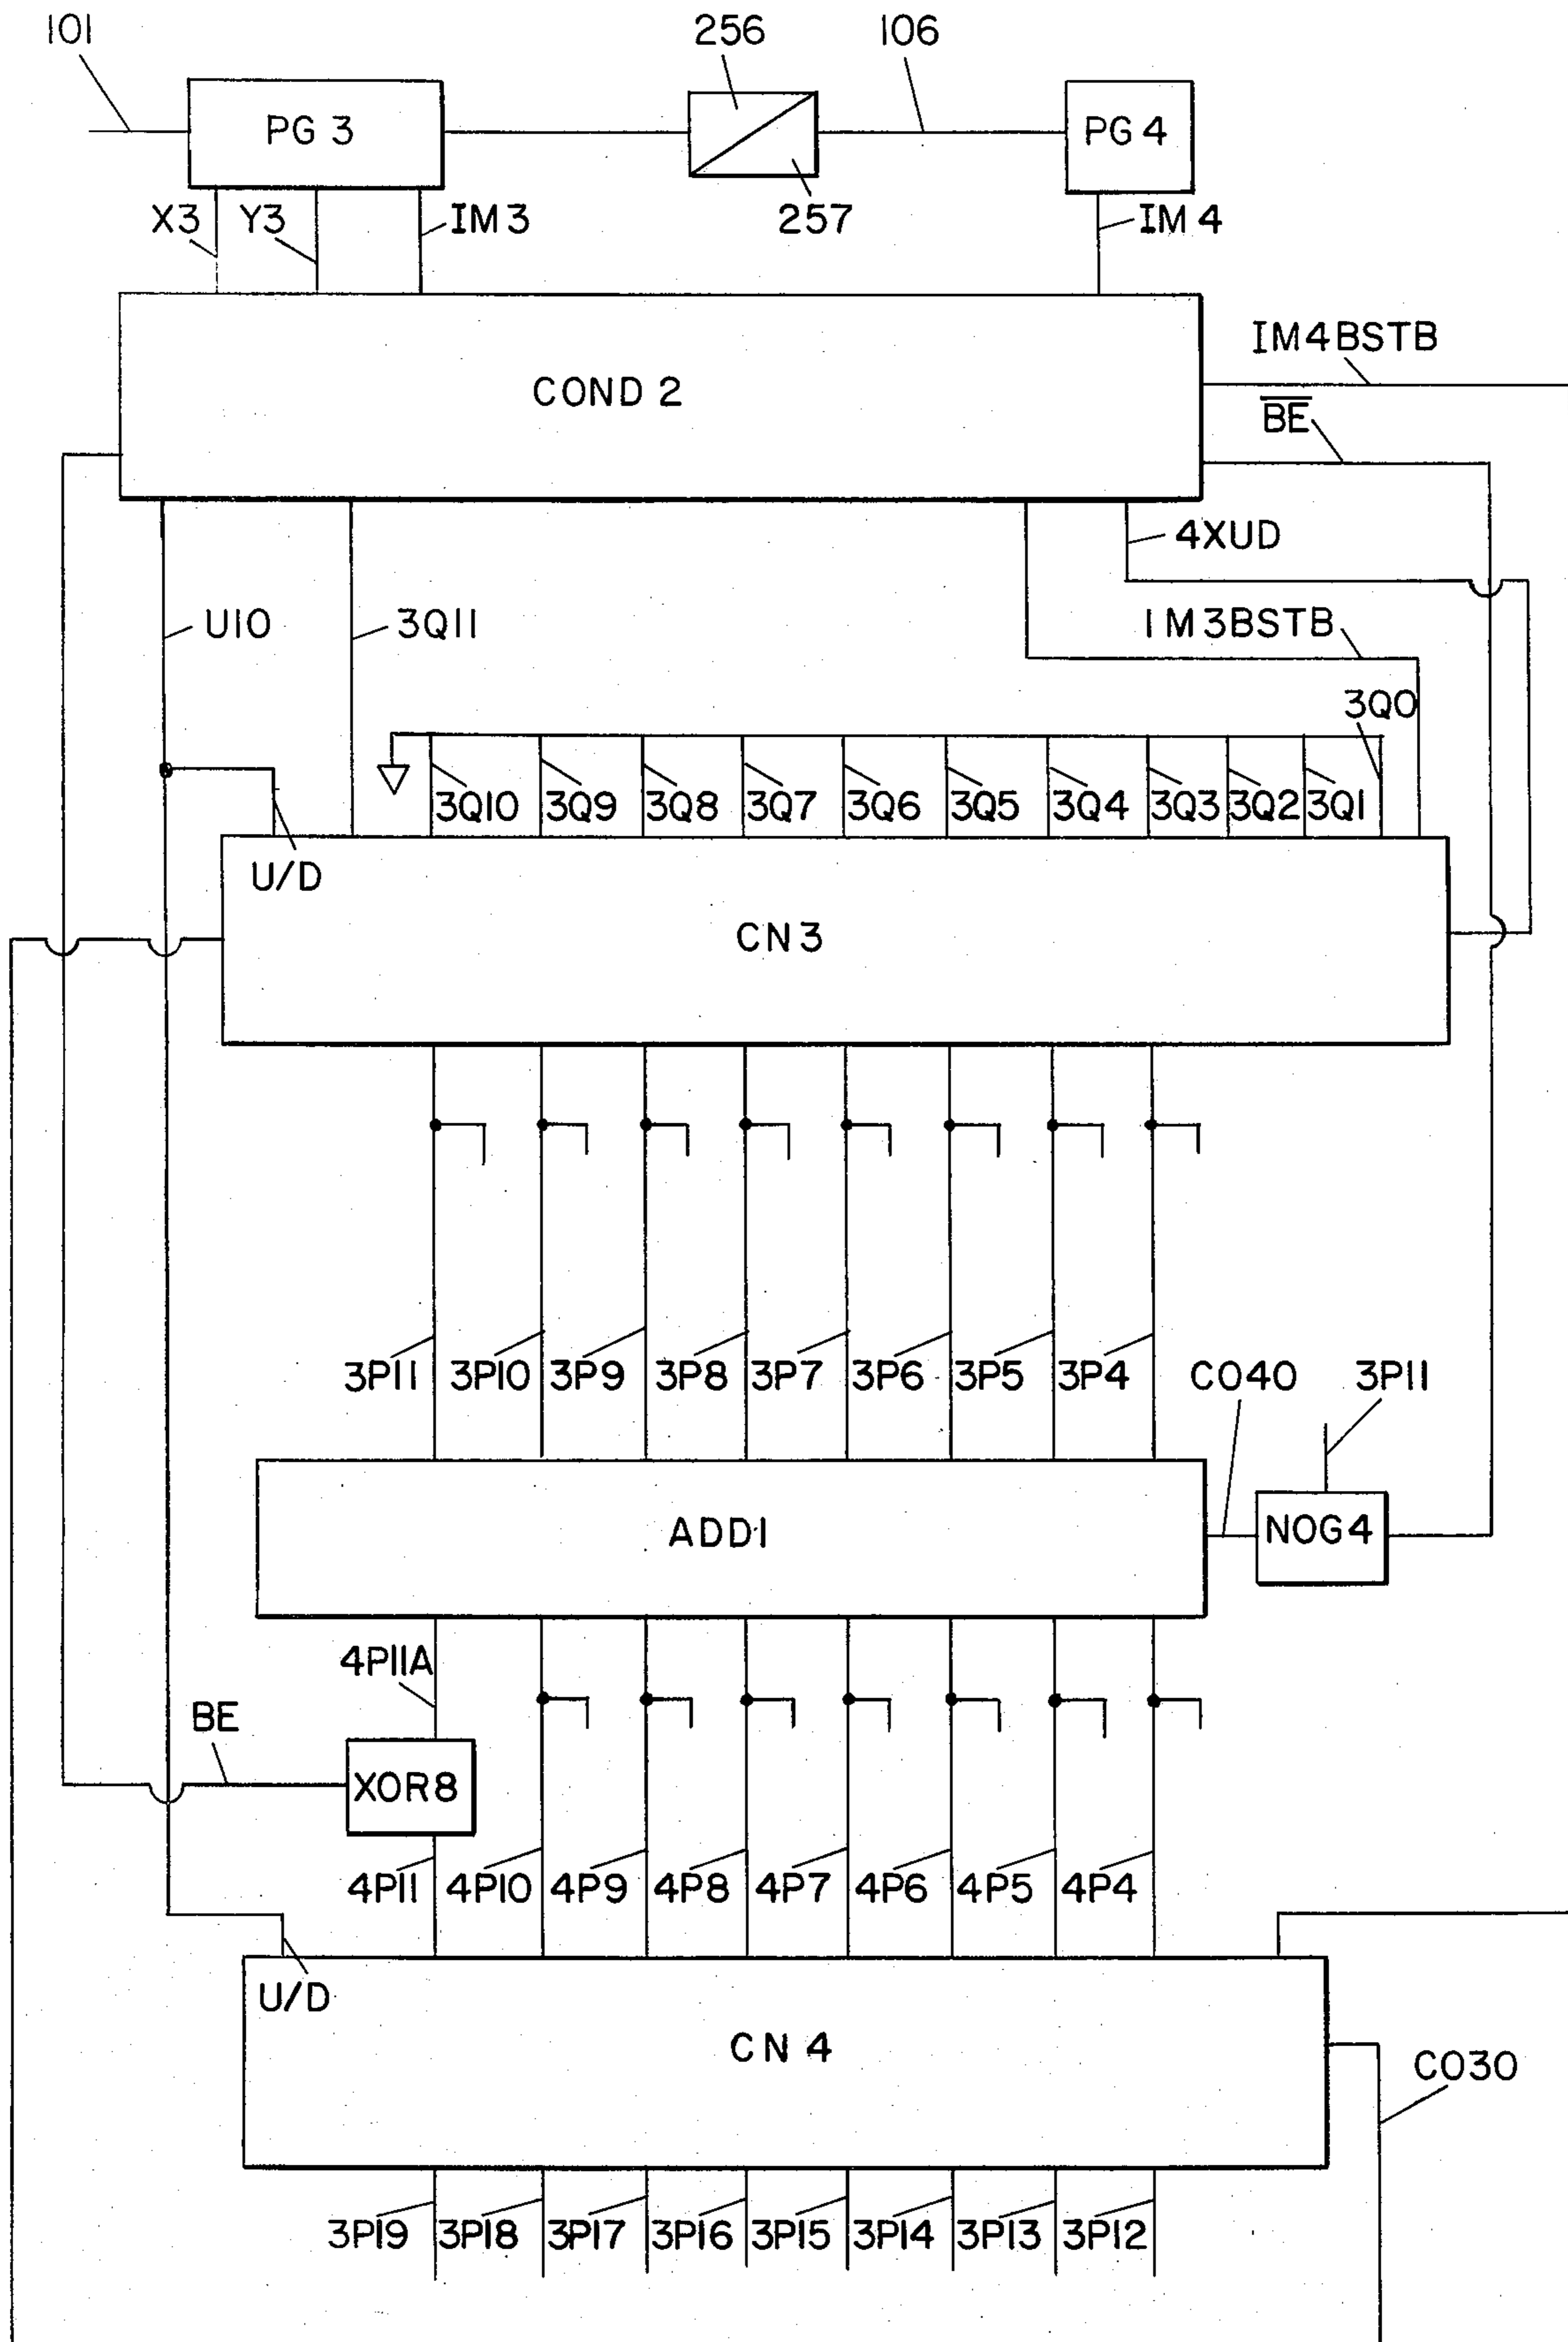 101
256
106
PG 3
PG 4
257
X3
Y3
IM3
IM4
COND 2
IM4BSTB
BE
4XUD
U10
3Q11
IM3BSTB
3Q0
3Q10 3Q9 3Q8 3Q7 3Q6 3Q5 3Q4 3Q3 3Q2 3Q1
U/D
CN3
3P11 3P10 3P9 3P8 3P7 3P6 3P5 3P4
CO40
3P11
ADD1
NOG4
4P11A
BE
XOR8
4P11 4P10 4P9 4P8 4P7 4P6 4P5 4P4
U/D
CN 4
CO30
3P19 3P18 3P17 3P16 3P15 3P14 3P13 3P12